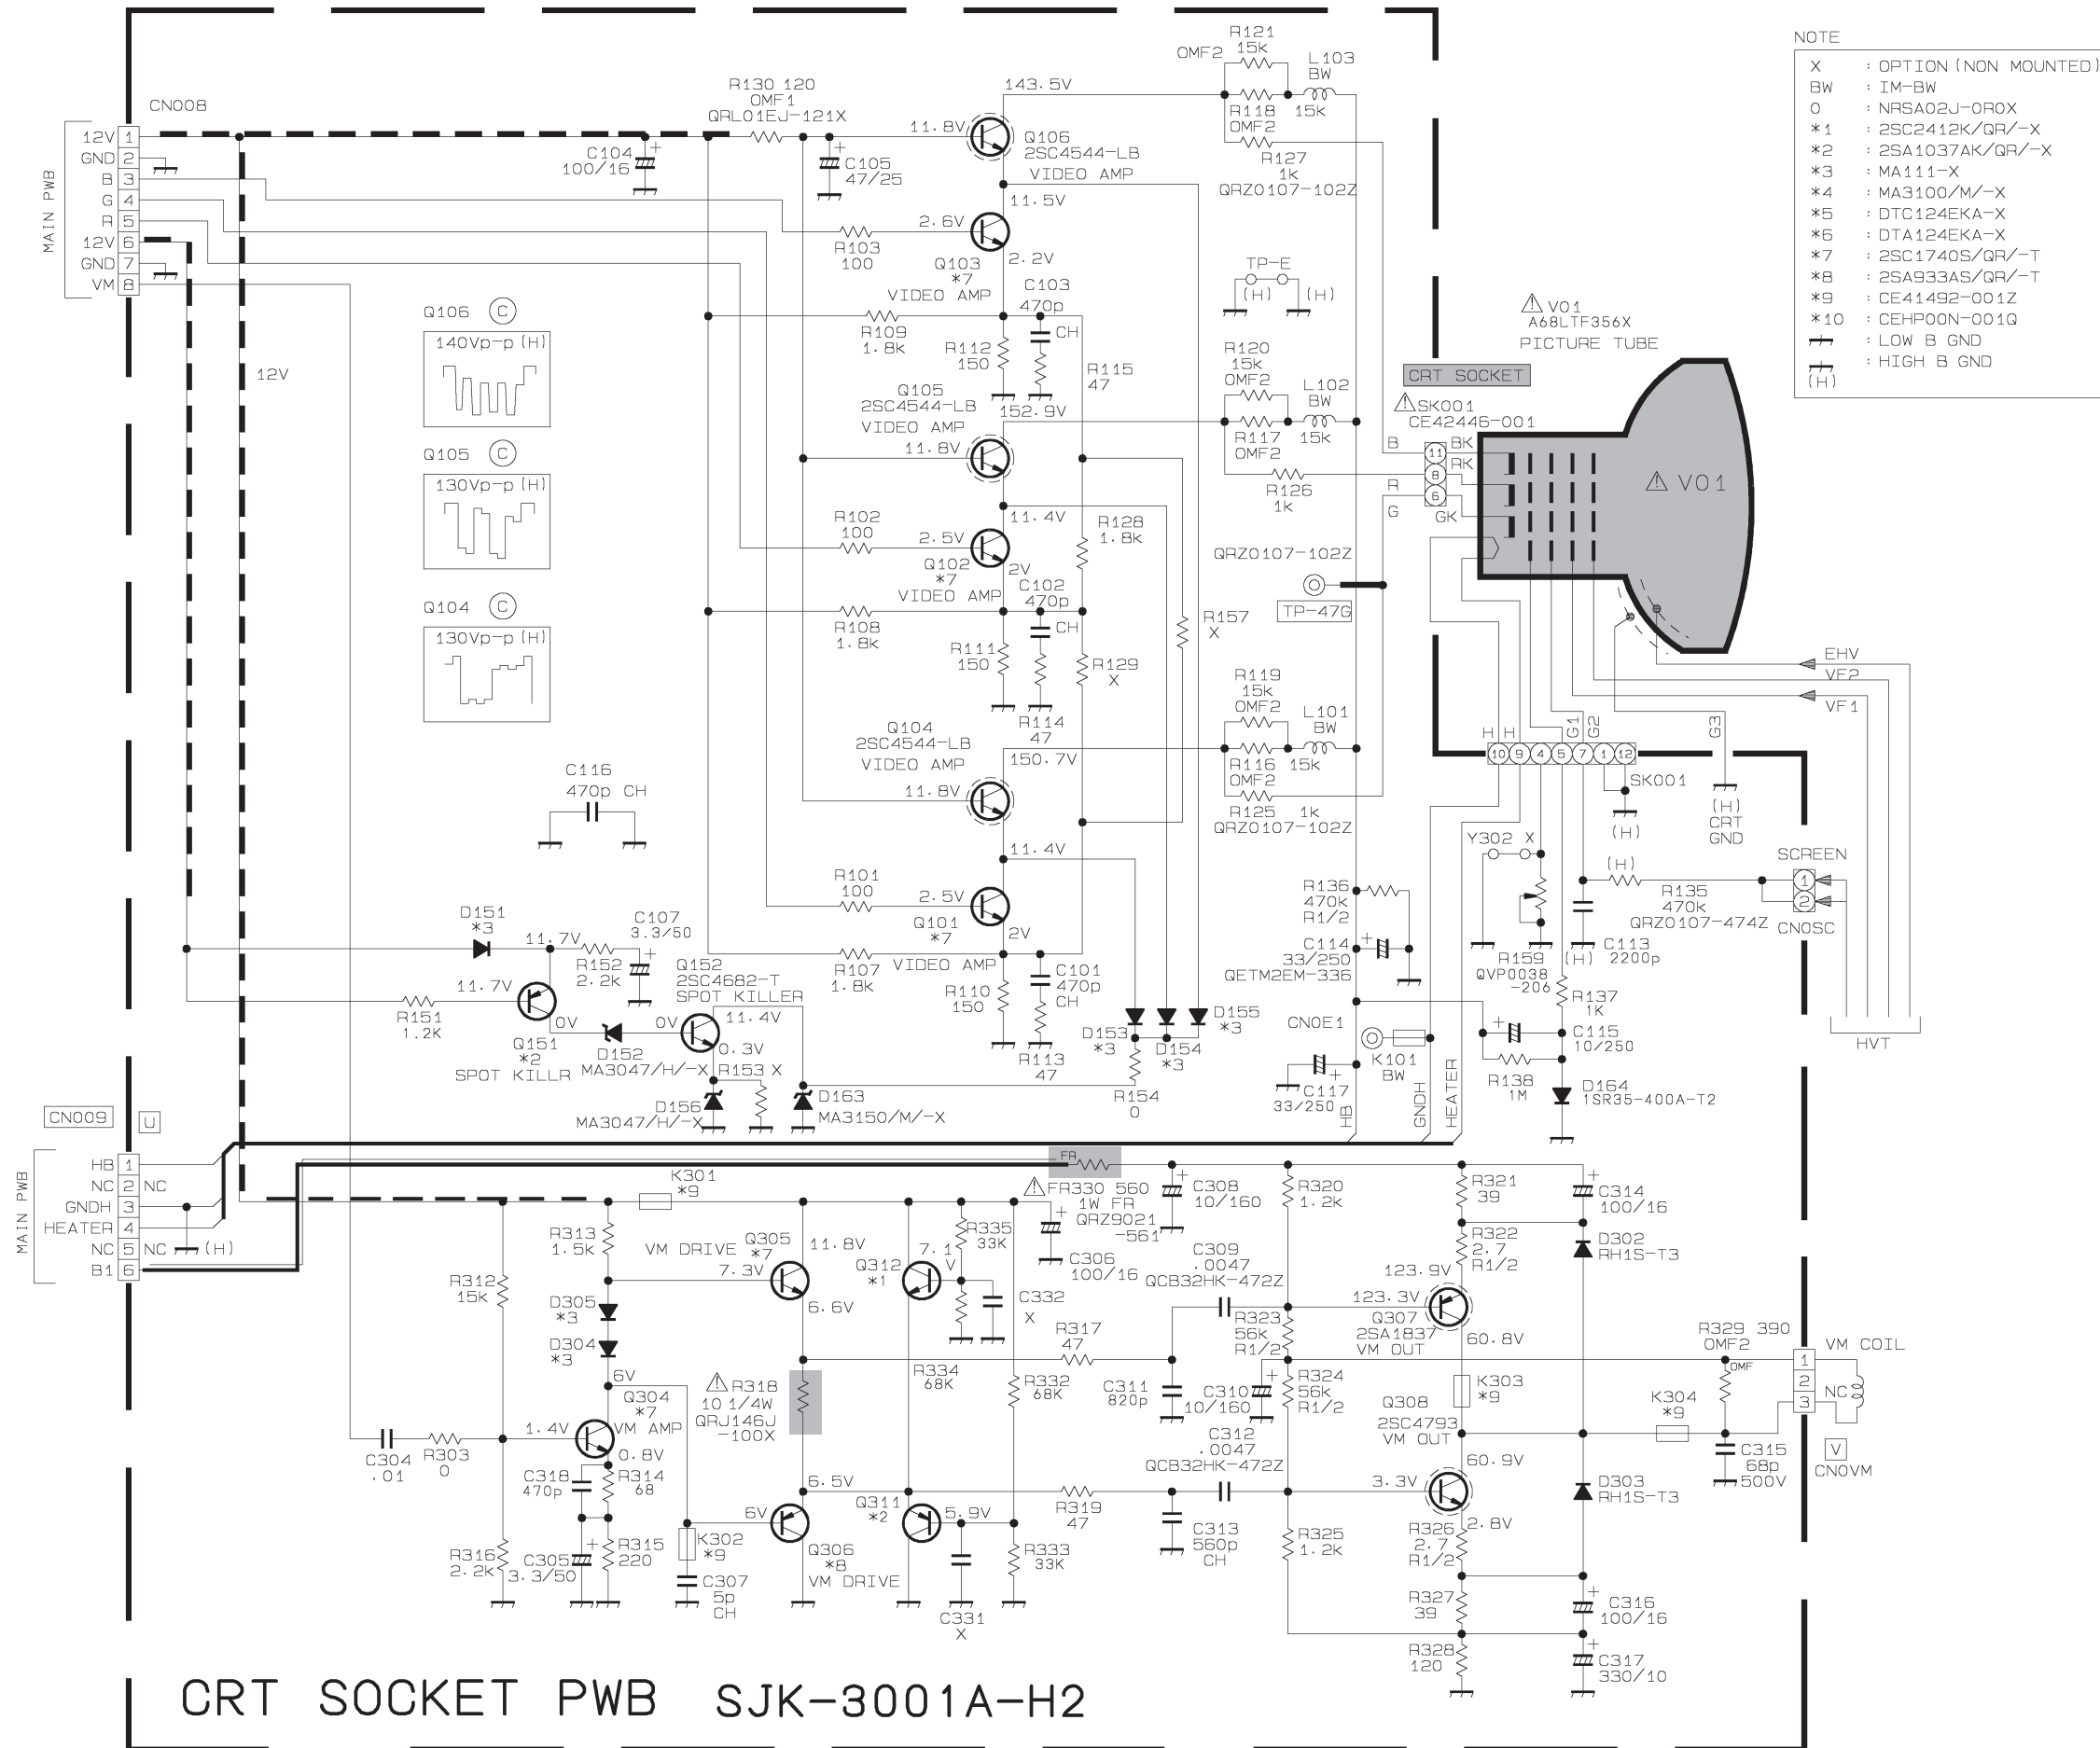 CN008
MAIN PWB
12V 1
GND 2
B 3
G 4
R 5
12V 6
GND 7
VM 8
12V
R130 120
OMF1
QRL01EJ-121X
C104
100/16
C105
47/25
143.5V
11.8V
Q106
2SC4544-LB
VIDEO AMP
11.5V
2.6V
R103
100
Q103
*7
VIDEO AMP
2.2V
C103
470p
CH
R109
1.8k
R112
150
R115
47
Q106 C
140Vp-p (H)
Q105 C
130Vp-p (H)
Q104 C
130Vp-p (H)
Q105
2SC4544-LB
VIDEO AMP
152.9V
11.8V
11.4V
R102
100
2.5V
Q102
*7
VIDEO AMP
2V
C102
470p
CH
R128
1.8K
R108
1.8k
R111
150
R129
X
R157
X
R114
47
Q104
2SC4544-LB
VIDEO AMP
150.7V
11.8V
11.4V
C116
470p CH
R101
100
2.5V
Q101
*7
VIDEO AMP
2V
C101
470p
CH
R107
1.8k
R110
150
R113
47
OMF2
R121
15k
L103
BW
R118
OMF2
15k
R127
1k
QRZ0107-102Z
TP-E
(H) (H)
R120
15k
OMF2
L102
BW
R117
OMF2
15k
R126
1k
QRZ0107-102Z
TP-47G
R119
15k
OMF2
L101
BW
R116
OMF2
15k
R125 1k
QRZ0107-102Z
CRT SOCKET
SK001
CE42446-001
B 11 BK
R 8 RK
G 6 GK
V01
A68LTF356X
PICTURE TUBE
V01
NOTE
X : OPTION (NON MOUNTED)
BW : IM-BW
0 : NRSA02J-0R0X
*1 : 2SC2412K/QR/-X
*2 : 2SA1037AK/QR/-X
*3 : MA111-X
*4 : MA3100/M/-X
*5 : DTC124EKA-X
*6 : DTA124EKA-X
*7 : 2SC1740S/QR/-T
*8 : 2SA933AS/QR/-T
*9 : CE41492-001Z
*10 : CEHP00N-001Q
: LOW B GND
: HIGH B GND
(H)
EHV
VF2
VF1
H H G1 G2 G3
10 9 4 5 7 1 12
SK001
(H)
(H)
CRT
GND
Y302 X
(H)
SCREEN
1
2
CN0SC
R135
470k
QRZ0107-474Z
R159
QVP0038
-206
(H)
C113
2200p
R137
1K
C115
10/250
R138
1M
D164
1SR35-400A-T2
HVT
R136
470k
R1/2
C114
33/250
QETM2EM-336
CN0E1
K101
BW
C117
33/250
HB
GNDH
HEATER
D151
*3
11.7V
C107
3.3/50
R152
2.2k
11.7V
R151
1.2K
Q151
*2
SPOT KILLR
0V
D152
MA3047/H/-X
0V
Q152
2SC4682-T
SPOT KILLER
11.4V
0.3V
R153 X
D156
MA3047/H/-X
D163
MA3150/M/-X
D153
*3
D154
*3
D155
*3
R154
0
CN009 U
MAIN PWB
HB 1
NC 2 NC
GNDH 3
HEATER 4
NC 5 NC (H)
B1 6
K301
*9
FR
FR330 560
1W FR
QRZ9021
-561
C308
10/160
R320
1.2k
R321
39
C314
100/16
R313
1.5k
VM DRIVE
Q305
*7
7.3V
11.8V
6.6V
Q312
*1
7.1
V
R335
33K
C306
100/16
C332
X
C309
.0047
QCB32HK-472Z
R322
2.7
R1/2
D302
RH1S-T3
123.9V
123.3V
Q307
2SA1837
VM OUT
60.8V
R312
15k
D305
*3
D304
*3
6V
Q304
*7
VM AMP
1.4V
0.8V
R318
10 1/4W
QRJ146J
-100X
R334
68K
R332
68K
R317
47
C311
820p
R323
56k
R1/2
C310
10/160
R324
56k
R1/2
K303
*9
Q308
2SC4793
VM OUT
60.9V
3.3V
2.8V
K304
*9
R329 390
OMF2
OMF
VM COIL
1
2 NC
3
V
CN0VM
C315
68p
500V
C304
.01
R303
0
C318
470p
R314
68
R316
2.2k
C305
3.3/50
R315
220
K302
*9
C307
5p
CH
6.5V
6V
Q306
*8
VM DRIVE
Q311
*2
5.9V
C331
X
R333
33K
R319
47
C312
.0047
QCB32HK-472Z
C313
560p
CH
R325
1.2k
R326
2.7
R1/2
D303
RH1S-T3
R327
39
C316
100/16
R328
120
C317
330/10
CRT SOCKET PWB SJK-3001A-H2